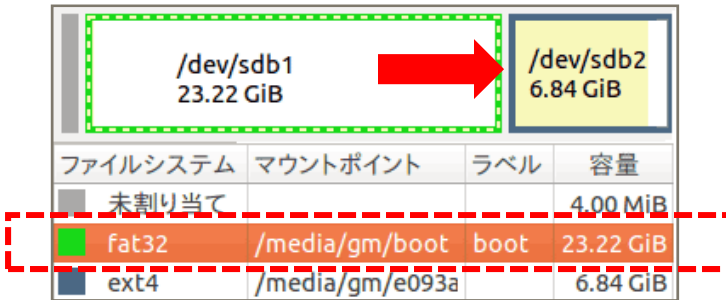 /dev/sdb1
23.22 GiB
/dev/sdb2
6.84 GiB
ファイルシステム マウントポイント ラベル 容量
未割り当て 4.00 MiB
fat32 /media/gm/boot boot 23.22 GiB
ext4 /media/gm/e093a 6.84 GiB